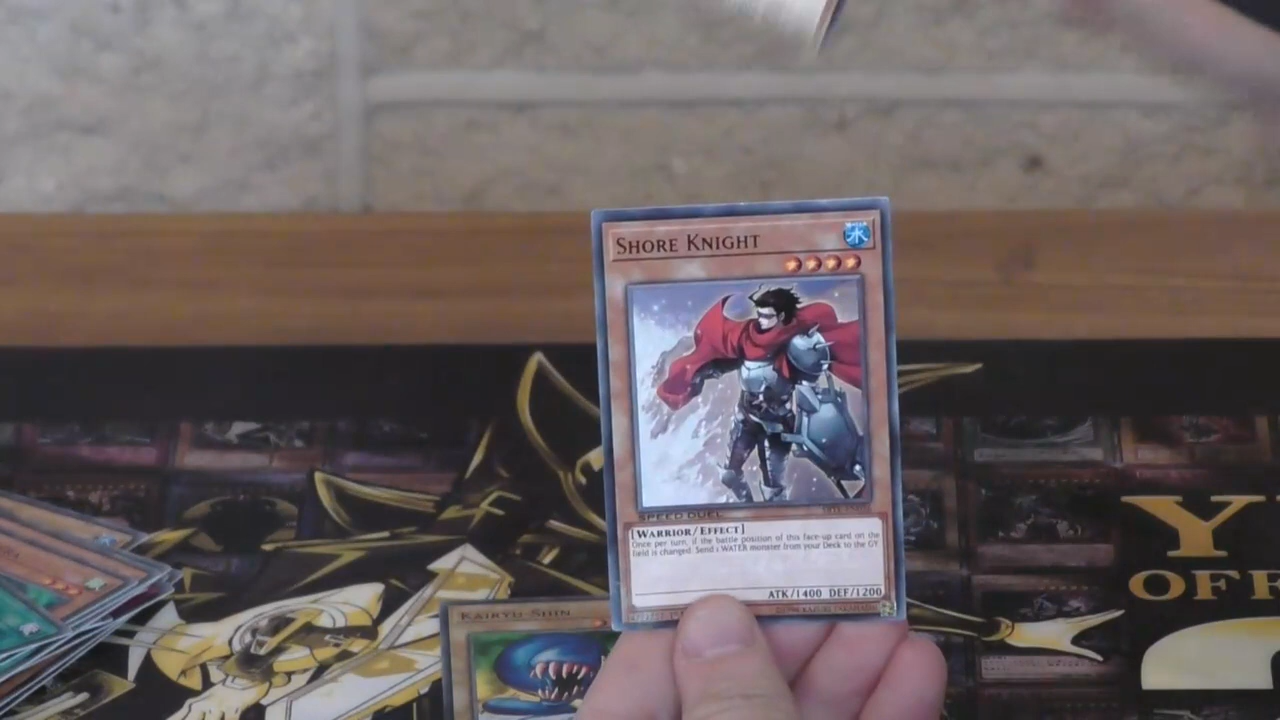 SHORE KNIGHT
水
SPEED DUEL
[WARRIOR/EFFECT]
Once per turn, if the battle position of this face-up card on the
field is changed: Send 1 WATER monster from your Deck to the GY.
ATK/1400 DEF/1200
KAZUKI TAKAHASHI
KAIRYU-SHIN
Y
OFF